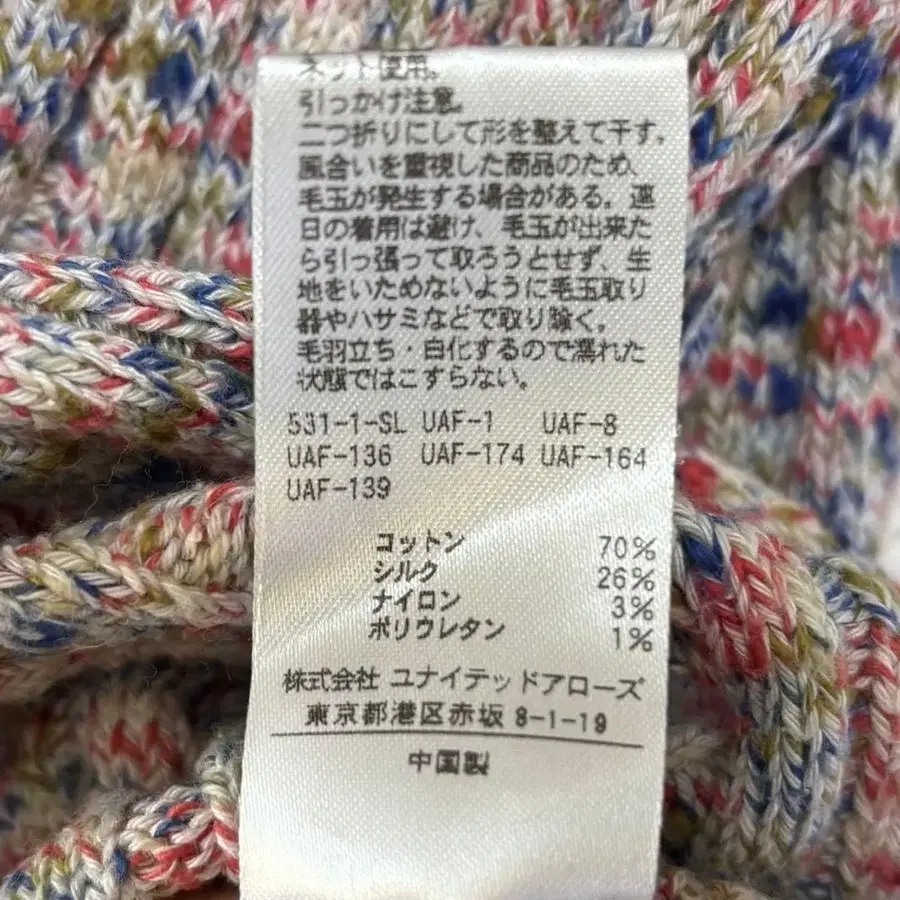 ネット使用。
引っかけ注意。
二つ折りにして形を整えて干す。
風合いを重視した商品のため、
毛玉が発生する場合がある。連
日の着用は避け、毛玉が出来た
ら引っ張って取ろうとせず、生
地をいためないように毛玉取り
器やハサミなどで取り除く。
毛羽立ち・白化するので濡れた
状態ではこすらない。
531-1-SL UAF-1 UAF-8
UAF-136 UAF-174 UAF-164
UAF-139
コットン 70%
シルク 26%
ナイロン 3%
ポリウレタン 1%
株式会社 ユナイテッドアローズ
東京都港区赤坂 8-1-19
中国製